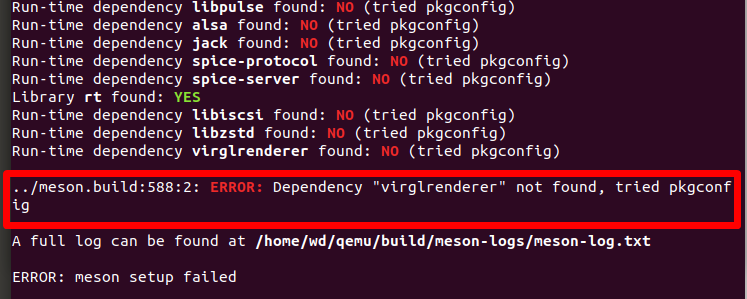 Run-time dependency libpulse found: NO (tried pkgconfig)
Run-time dependency alsa found: NO (tried pkgconfig)
Run-time dependency jack found: NO (tried pkgconfig)
Run-time dependency spice-protocol found: NO (tried pkgconfig)
Run-time dependency spice-server found: NO (tried pkgconfig)
Library rt found: YES
Run-time dependency libiscsi found: NO (tried pkgconfig)
Run-time dependency libzstd found: NO (tried pkgconfig)
Run-time dependency virglrenderer found: NO (tried pkgconfig)
../meson.build:588:2: ERROR: Dependency "virglrenderer" not found, tried pkgconf
ig
A full log can be found at /home/wd/qemu/build/meson-logs/meson-log.txt
ERROR: meson setup failed